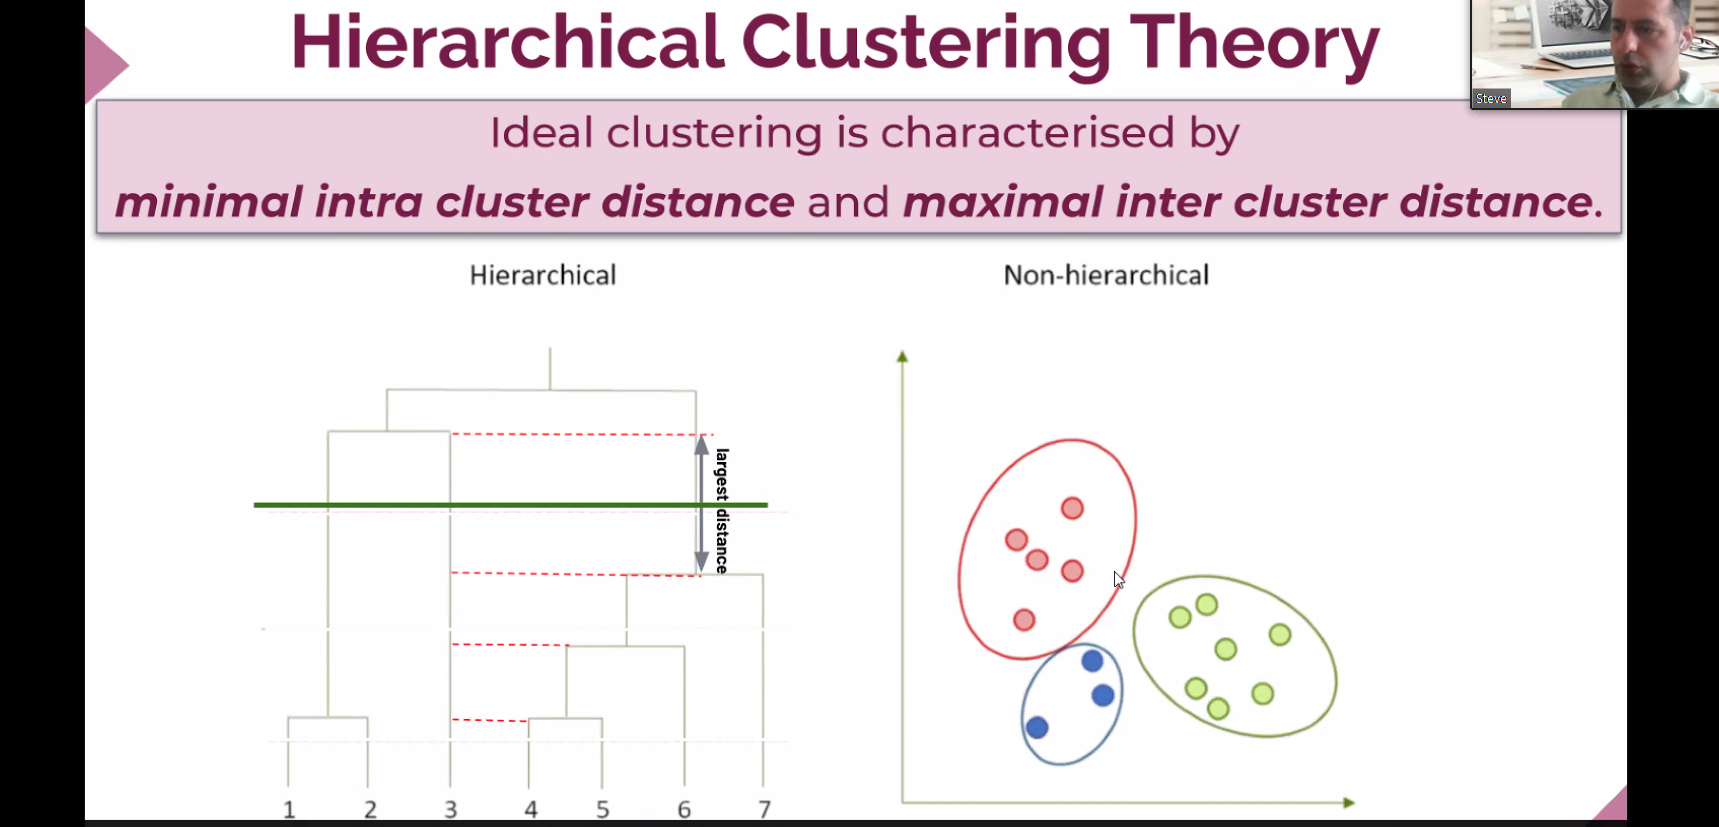 Hierarchical Clustering Theory
Steve
Ideal clustering is characterised by
minimal intra cluster distance and maximal inter cluster distance.
Hierarchical
Non-hierarchical
largest distance
1 2 3 4 5 6 7